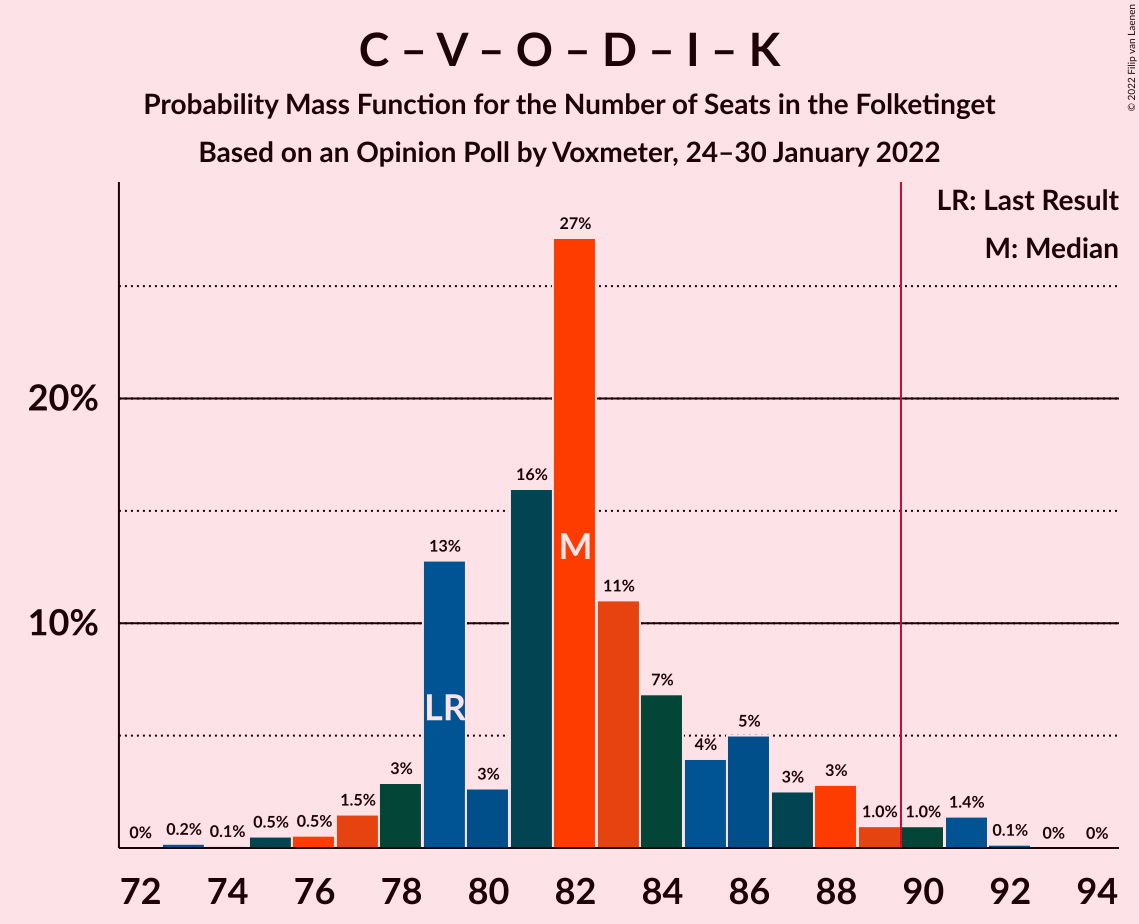 C – V – O – D – I – K
Probability Mass Function for the Number of Seats in the Folketinget
Based on an Opinion Poll by Voxmeter, 24–30 January 2022
© 2022 Filip van Laenen
LR: Last Result
M: Median
20%
10%
0%
0.2%
0.1%
0.5%
0.5%
1.5%
3%
13%
3%
16%
27%
11%
7%
4%
5%
3%
3%
1.0%
1.0%
1.4%
0.1%
0%
0%
LR
M
72 74 76 78 80 82 84 86 88 90 92 94